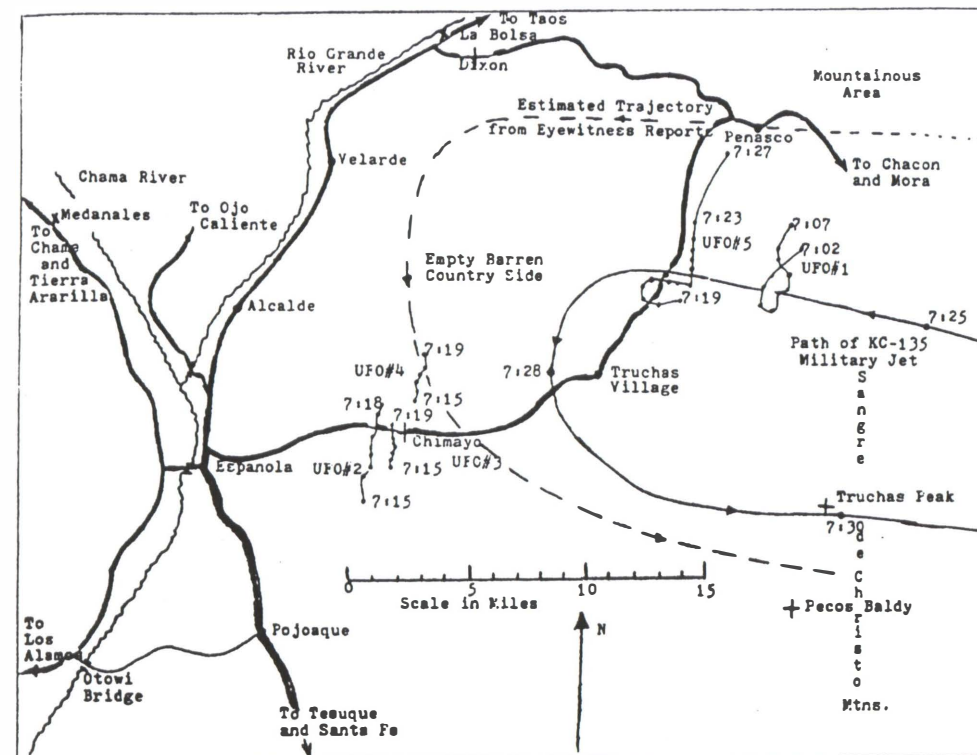 To Taos
La Bolsa
Dixon
Rio Grande
River
Mountainous
Area
Estimated Trajectory
from Eyewitness Reports
Penasco
7:27
To Chacon
and Mora
Velarde
Chama River
Medanales
To Ojo
Caliente
To
Chame
and
Tierra
Ararilla
7:23
UFO#5
7:07
7:02
UFO#1
Empty Barren
Country Side
7:19
Alcalde
7:25
Path of KC-135
Military Jet
7:19
UFO#4
7:15
7:28
Truchas
Village
7:18
7:19
Chimayo
UFO#3
Espanola
UFO#2
7:15
7:15
Truchas Peak
7:30
Sangre
de Christo
Mtns.
0
5
10
15
Scale in Miles
Pecos Baldy
N
To
Los
Alamos
Pojoaque
Otowi
Bridge
To Tesuque
and Santa Fe